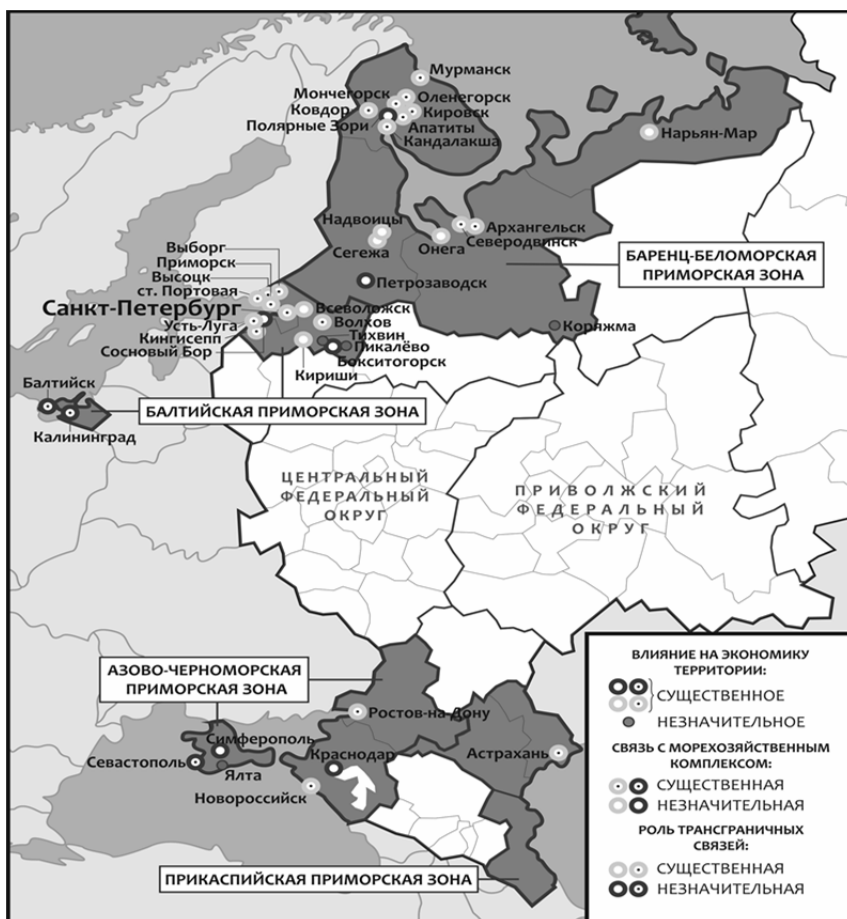 Мурманск
Мончегорск
Оленегорск
Ковдор
Кировск
Полярные Зори
Апатиты
Кандалакша
Нарьян-Мар
Надвоицы
Сегежа
Онега
Архангельск
Северодвинск
БАРЕНЦ-БЕЛОМОРСКАЯ
ПРИМОРСКАЯ ЗОНА
Петрозаводск
Коряжма
Выборг
Приморск
Высоцк
ст. Портовая
Санкт-Петербург
Всеволожск
Усть-Луга
Волхов
Кингисепп
Тихвин
Сосновый Бор
Пикалёво
Бокситогорск
Кириши
Балтийск
БАЛТИЙСКАЯ ПРИМОРСКАЯ ЗОНА
Калининград
ЦЕНТРАЛЬНЫЙ
ФЕДЕРАЛЬНЫЙ
ОКРУГ
ПРИВОЛЖСКИЙ
ФЕДЕРАЛЬНЫЙ
ОКРУГ
АЗОВО-ЧЕРНОМОРСКАЯ
ПРИМОРСКАЯ ЗОНА
Ростов-на-Дону
Симферополь
Севастополь
Ялта
Краснодар
Астрахань
Новороссийск
ПРИКАСПИЙСКАЯ ПРИМОРСКАЯ ЗОНА
ВЛИЯНИЕ НА ЭКОНОМИКУ
ТЕРРИТОРИИ:
СУЩЕСТВЕННОЕ
НЕЗНАЧИТЕЛЬНОЕ
СВЯЗЬ С МОРЕХОЗЯЙСТВЕННЫМ
КОМПЛЕКСОМ:
СУЩЕСТВЕННАЯ
НЕЗНАЧИТЕЛЬНАЯ
РОЛЬ ТРАНСГРАНИЧНЫХ
СВЯЗЕЙ:
СУЩЕСТВЕННАЯ
НЕЗНАЧИТЕЛЬНАЯ